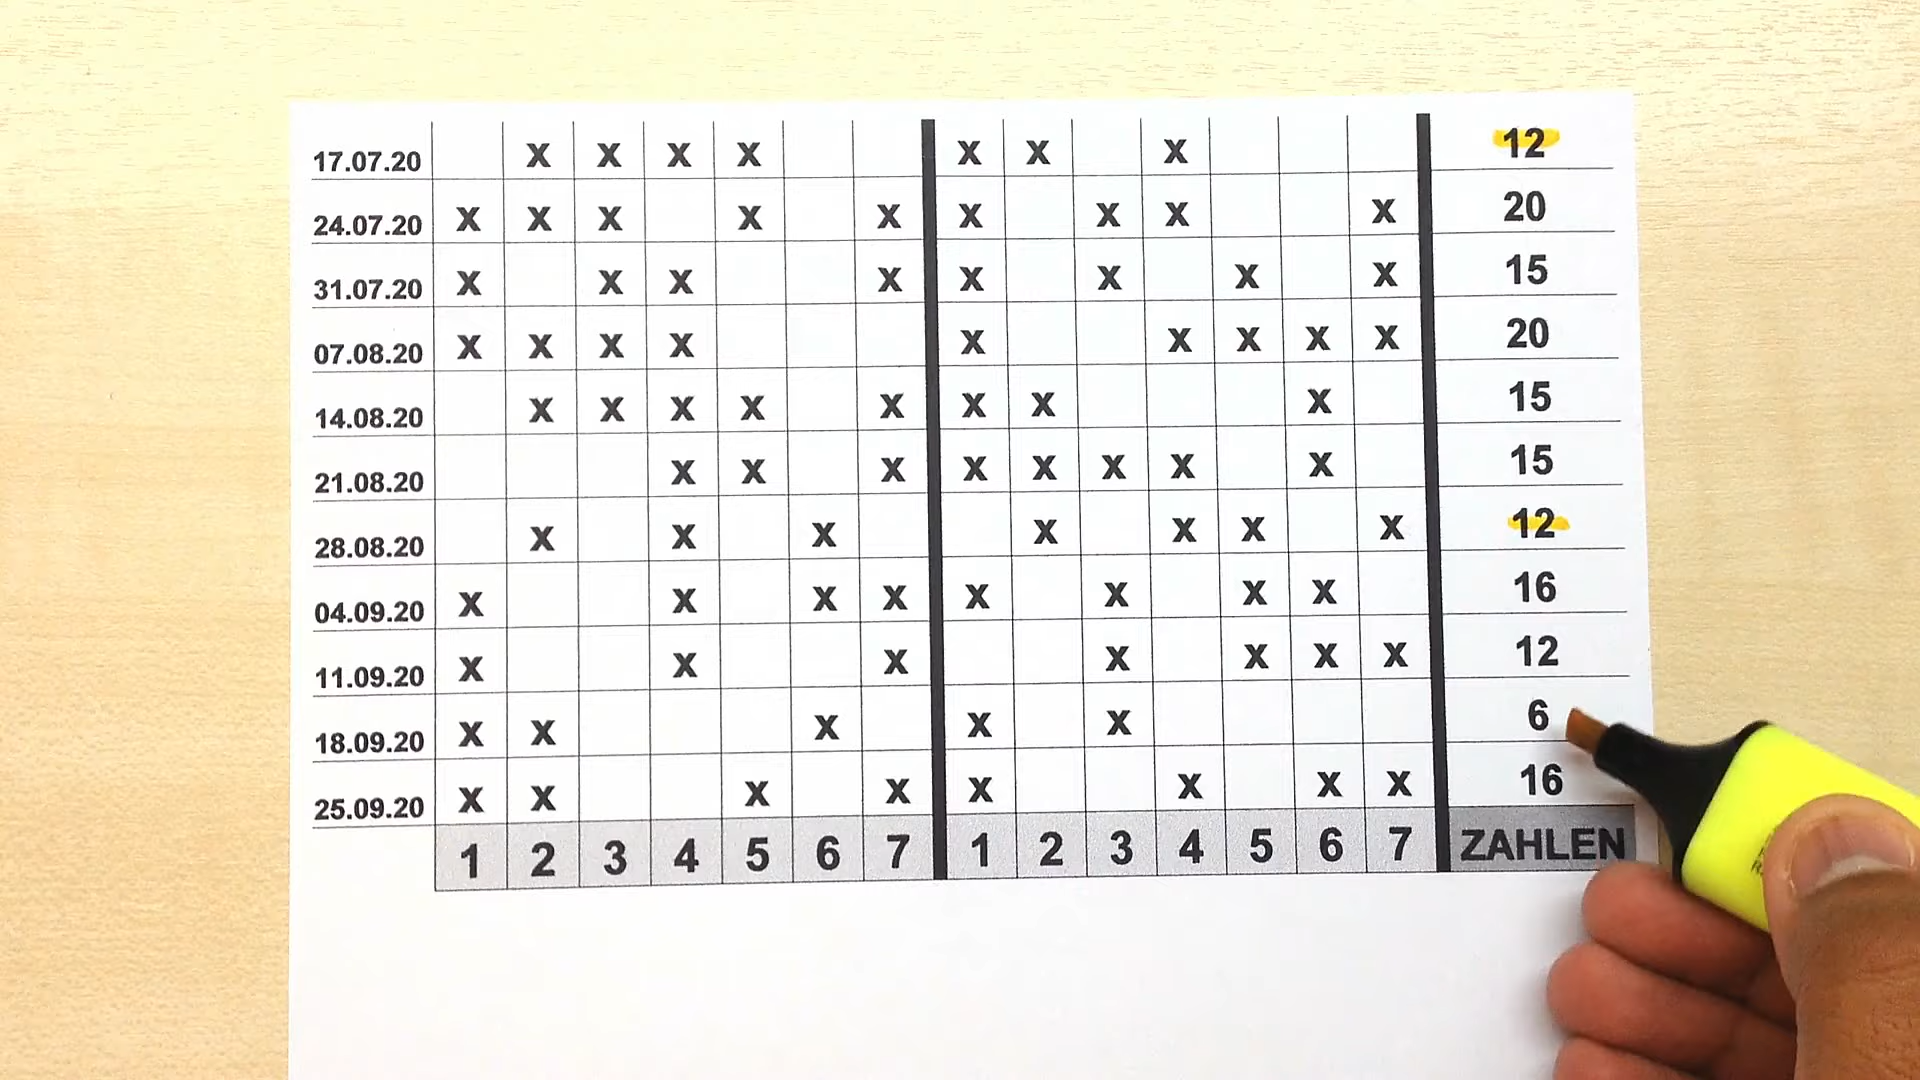 17.07.20 X X X X X X X 12
24.07.20 X X X X X X X X X 20
31.07.20 X X X X X X X X 15
07.08.20 X X X X X X X X X 20
14.08.20 X X X X X X X X 15
21.08.20 X X X X X X X X 15
28.08.20 X X X X X X X 12
04.09.20 X X X X X X X X 16
11.09.20 X X X X X X X 12
18.09.20 X X X X X 6
25.09.20 X X X X X X X X 16
1 2 3 4 5 6 7 1 2 3 4 5 6 7 ZAHLEN